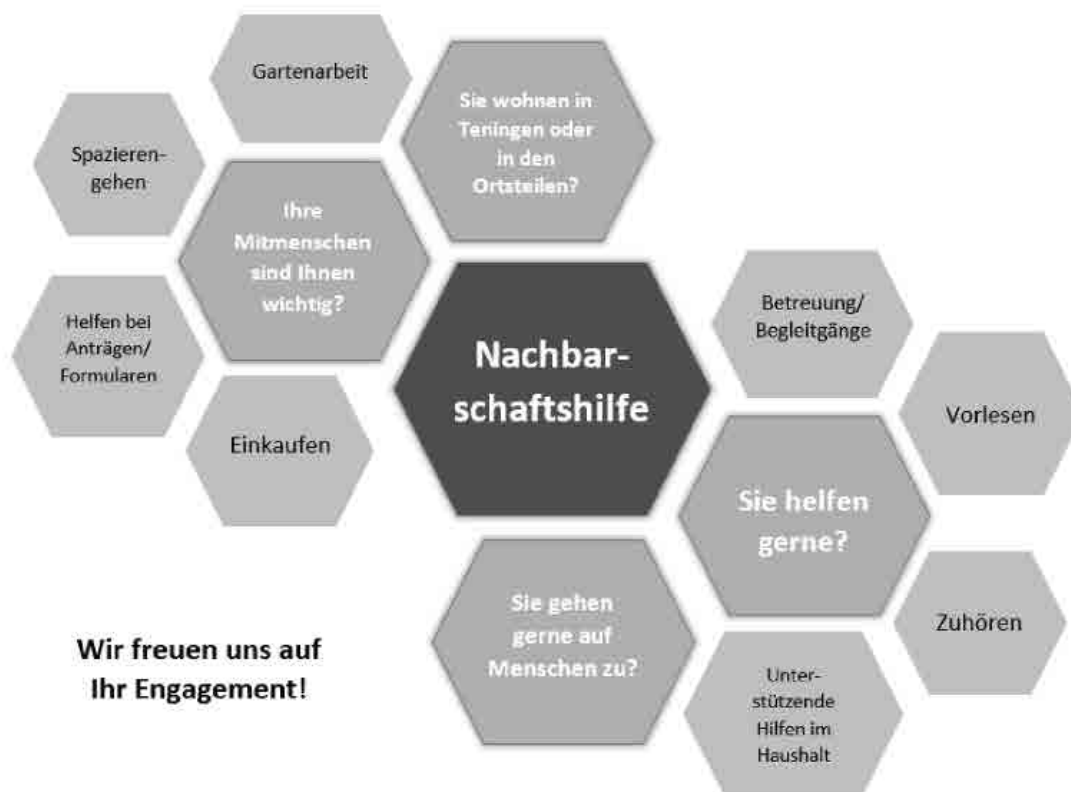 Gartenarbeit
Sie wohnen in
Teningen oder
in den
Ortsteilen?
Spazieren-
gehen
Ihre
Mitmenschen
sind Ihnen
wichtig?
Helfen bei
Anträgen/
Formularen
Einkaufen
Nachbar-
schaftshilfe
Betreuung/
Begleitgänge
Vorlesen
Sie helfen
gerne?
Sie gehen
gerne auf
Menschen zu?
Zuhören
Unter-
stützende
Hilfen im
Haushalt
Wir freuen uns auf
Ihr Engagement!